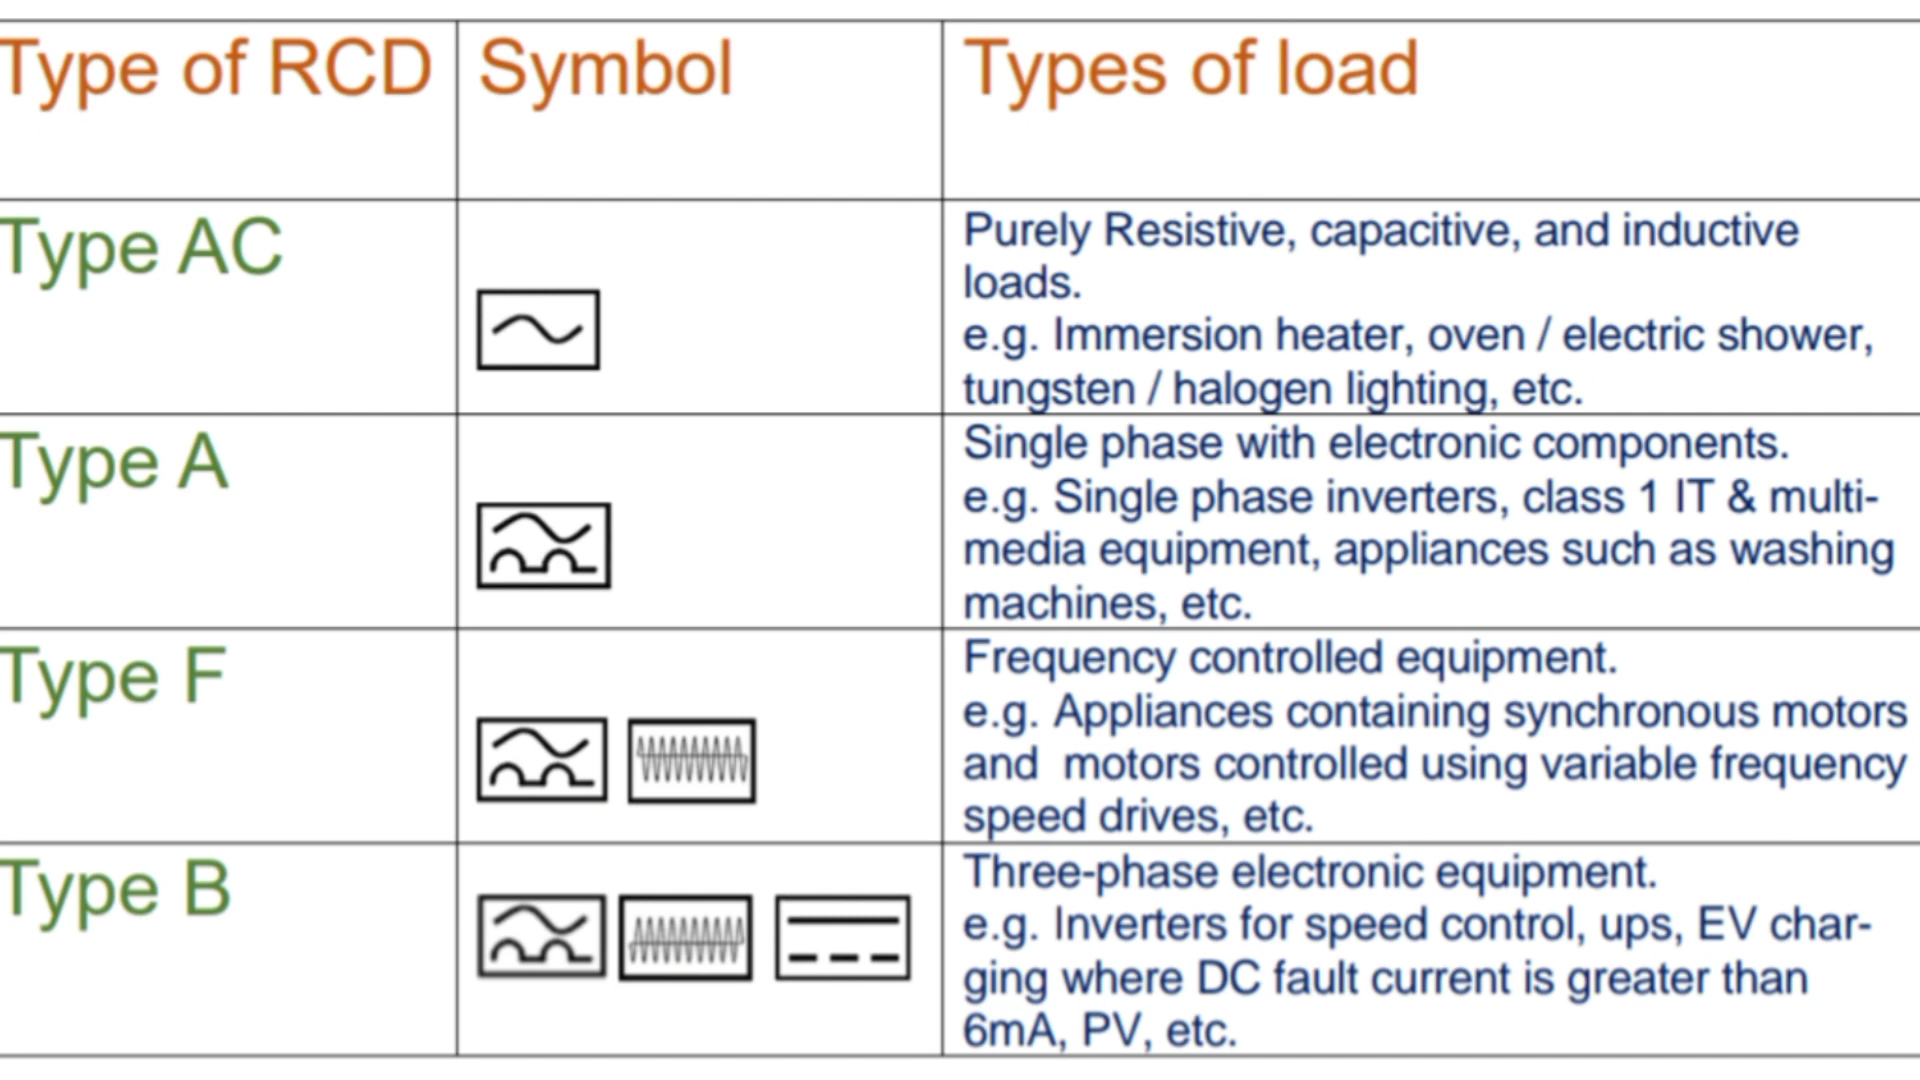 Type of RCD
Symbol
Types of load
Type AC
Purely Resistive, capacitive, and inductive
loads.
e.g. Immersion heater, oven / electric shower,
tungsten / halogen lighting, etc.
Type A
Single phase with electronic components.
e.g. Single phase inverters, class 1 IT & multi-
media equipment, appliances such as washing
machines, etc.
Type F
Frequency controlled equipment.
e.g. Appliances containing synchronous motors
and  motors controlled using variable frequency
speed drives, etc.
Type B
Three-phase electronic equipment.
e.g. Inverters for speed control, ups, EV char-
ging where DC fault current is greater than
6mA, PV, etc.